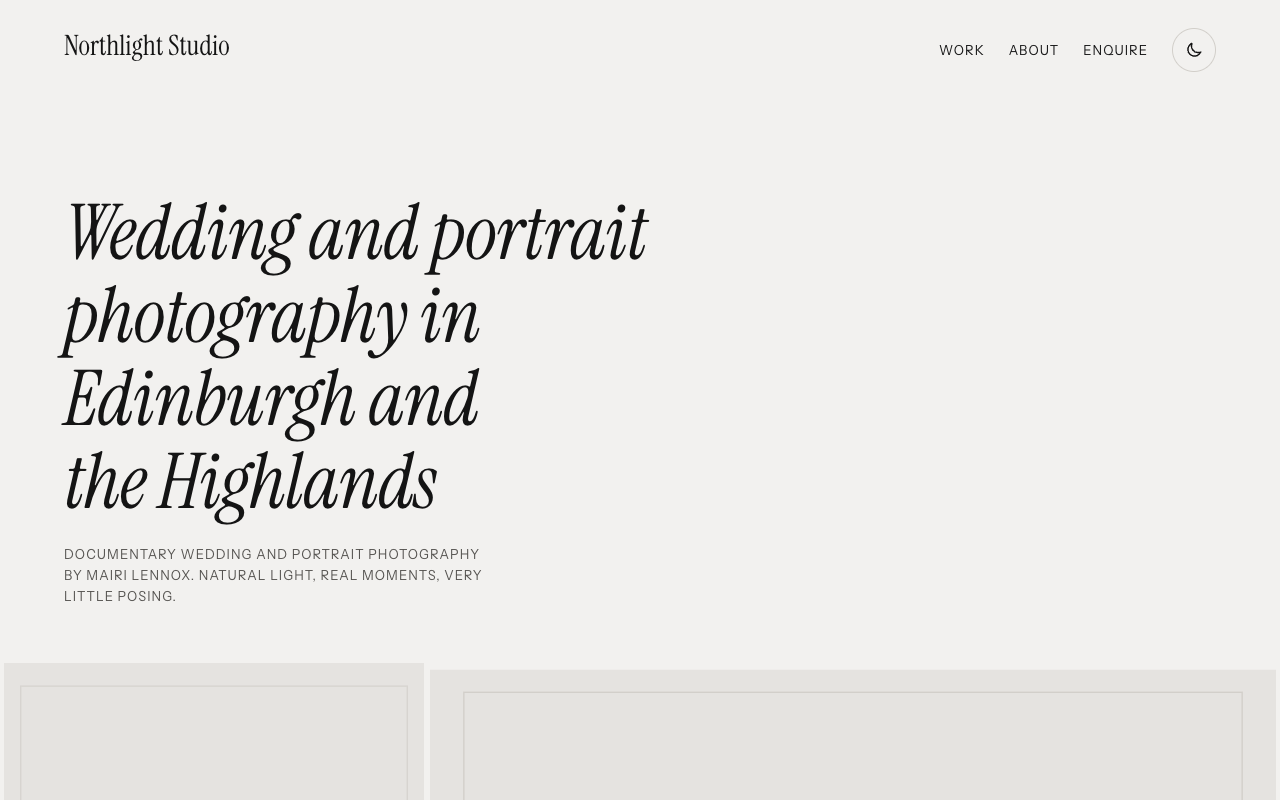 Northlight Studio
WORK ABOUT ENQUIRE
Wedding and portrait
photography in
Edinburgh and
the Highlands
DOCUMENTARY WEDDING AND PORTRAIT PHOTOGRAPHY
BY MAIRI LENNOX. NATURAL LIGHT, REAL MOMENTS, VERY
LITTLE POSING.